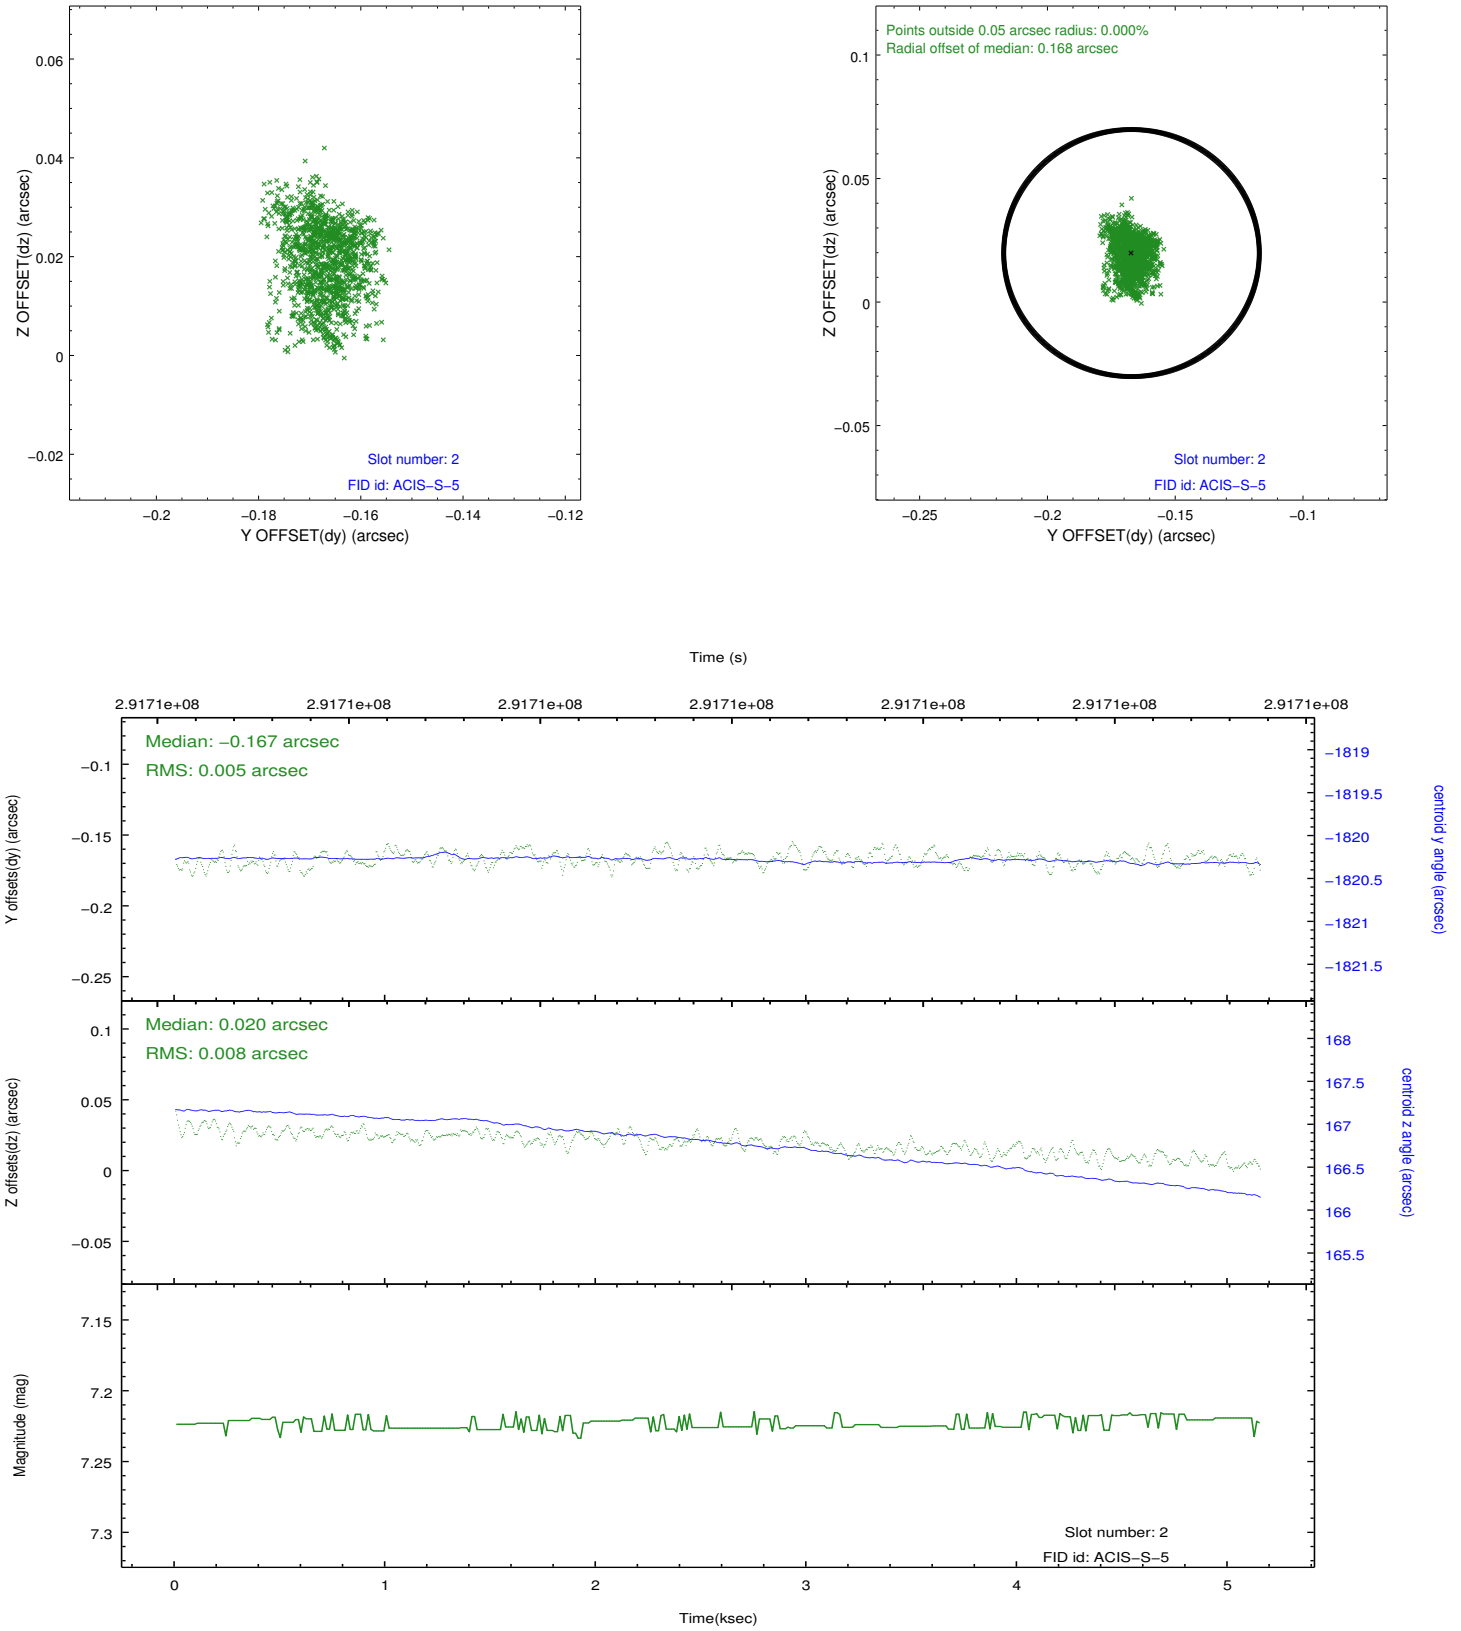 0.06
0.04
0.02
0
−0.02
Z OFFSET(dz) (arcsec)
Slot number: 2
FID id: ACIS−S−5
−0.2 −0.18 −0.16 −0.14 −0.12
Y OFFSET(dy) (arcsec)
Points outside 0.05 arcsec radius: 0.000%
Radial offset of median: 0.168 arcsec
0.1
0.05
0
−0.05
Z OFFSET(dz) (arcsec)
Slot number: 2
FID id: ACIS−S−5
−0.25 −0.2 −0.15 −0.1
Y OFFSET(dy) (arcsec)
Time (s)
2.9171e+08 2.9171e+08 2.9171e+08 2.9171e+08 2.9171e+08 2.9171e+08 2.9171e+08
Median: −0.167 arcsec
RMS: 0.005 arcsec
−0.1
−0.15
−0.2
−0.25
Y offsets(dy) (arcsec)
−1819
−1819.5
−1820
−1820.5
−1821
−1821.5
centroid y angle (arcsec)
Median: 0.020 arcsec
RMS: 0.008 arcsec
0.1
0.05
0
−0.05
Z offsets(dz) (arcsec)
168
167.5
167
166.5
166
165.5
centroid z angle (arcsec)
7.15
7.2
7.25
7.3
Magnitude (mag)
Slot number: 2
FID id: ACIS−S−5
0 1 2 3 4 5
Time(ksec)